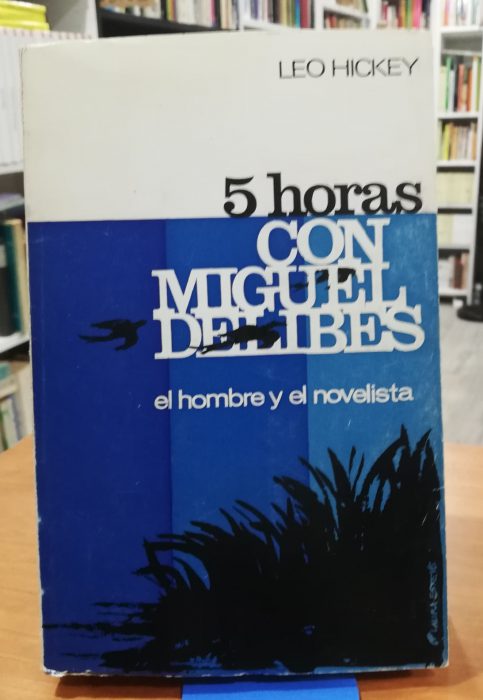 LEO HICKEY
5 horas
CON
MIGUEL
DELIBES
el hombre y el novelista